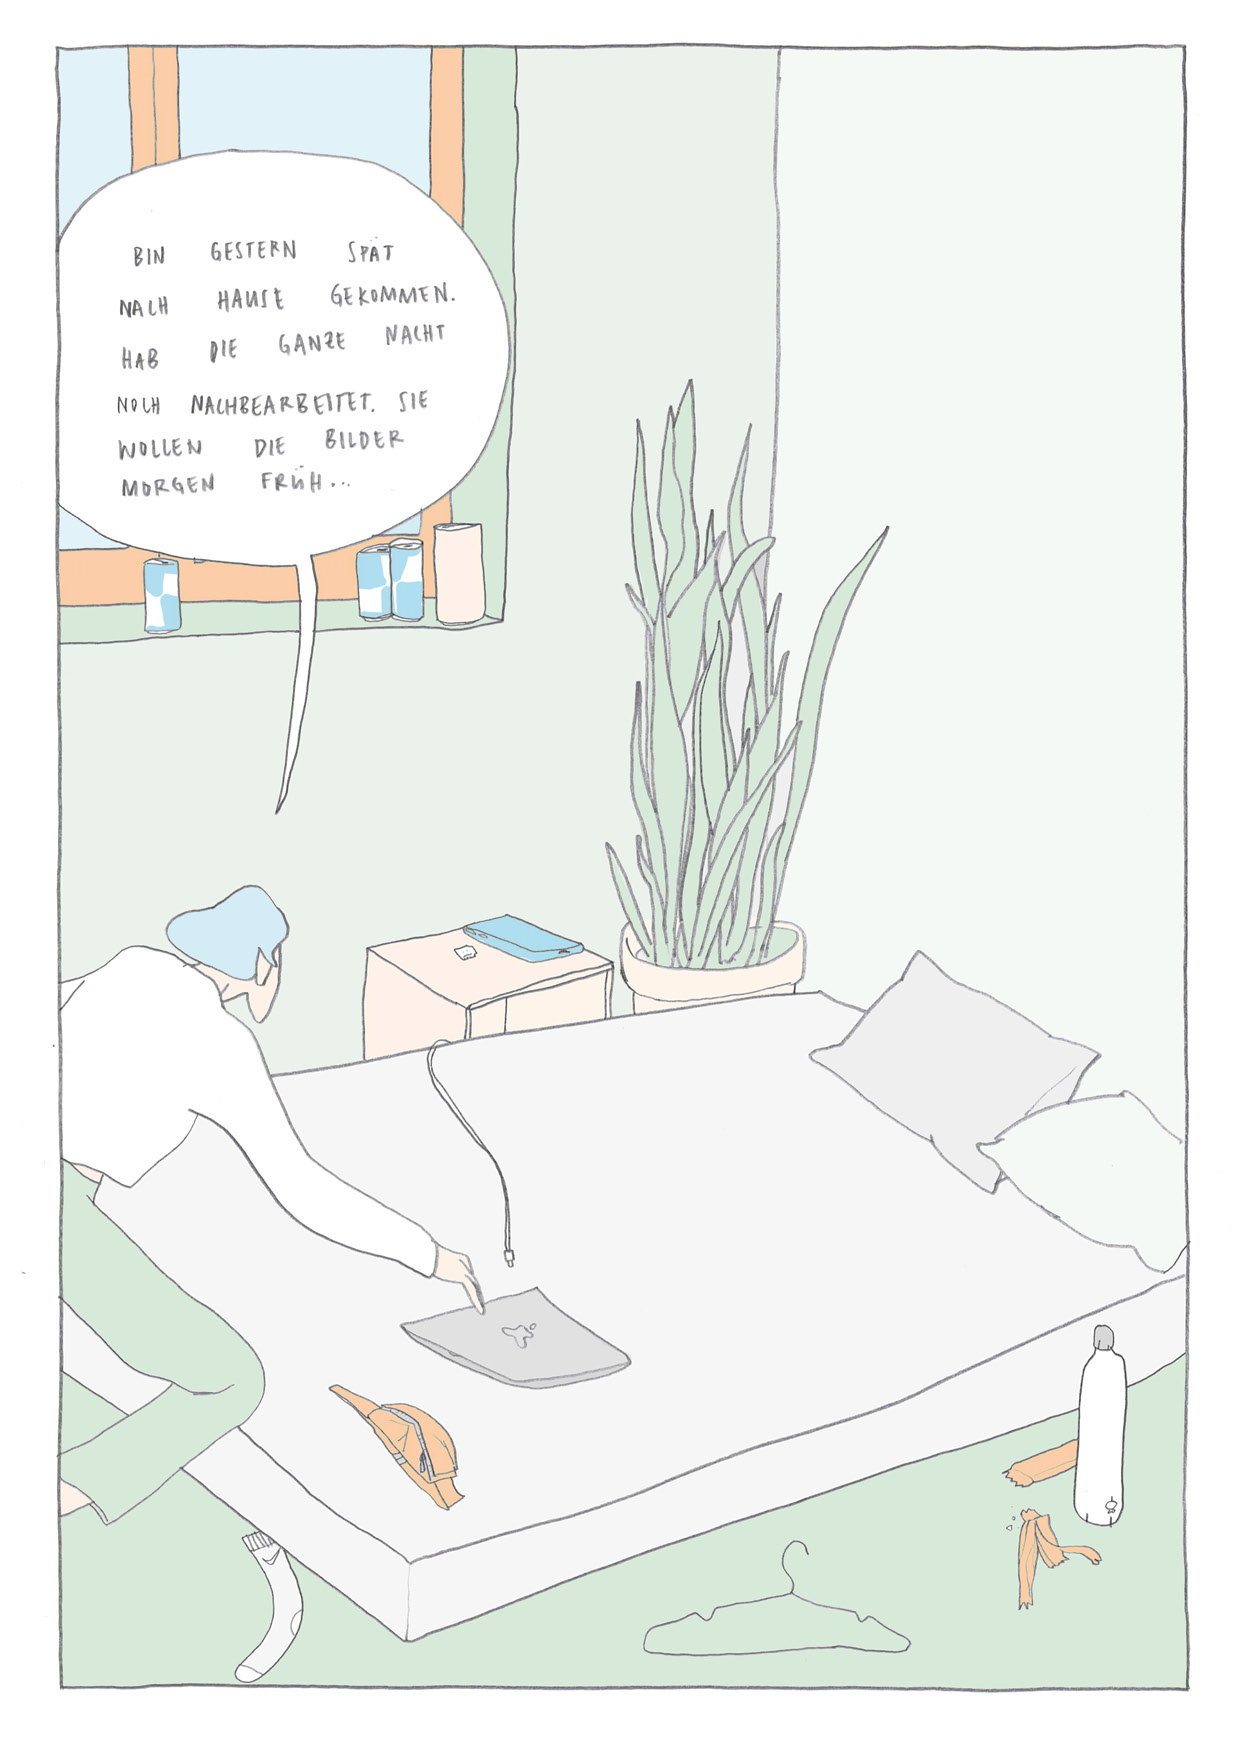 BIN GESTERN SPÄT
NACH HAUSE GEKOMMEN.
HAB DIE GANZE NACHT
NOCH NACHBEARBEITET. SIE
WOLLEN DIE BILDER
MORGEN FRÜH...